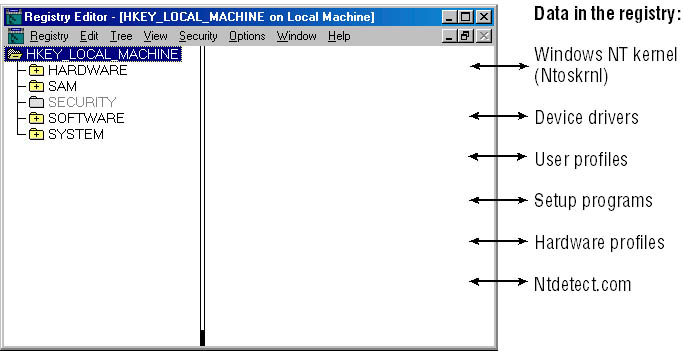 Registry Editor - [HKEY_LOCAL_MACHINE on Local Machine]
Registry Edit Tree View Security Options Window Help
HKEY_LOCAL_MACHINE
HARDWARE
SAM
SECURITY
SOFTWARE
SYSTEM
Data in the registry:
Windows NT kernel
(Ntoskrnl)
Device drivers
User profiles
Setup programs
Hardware profiles
Ntdetect.com